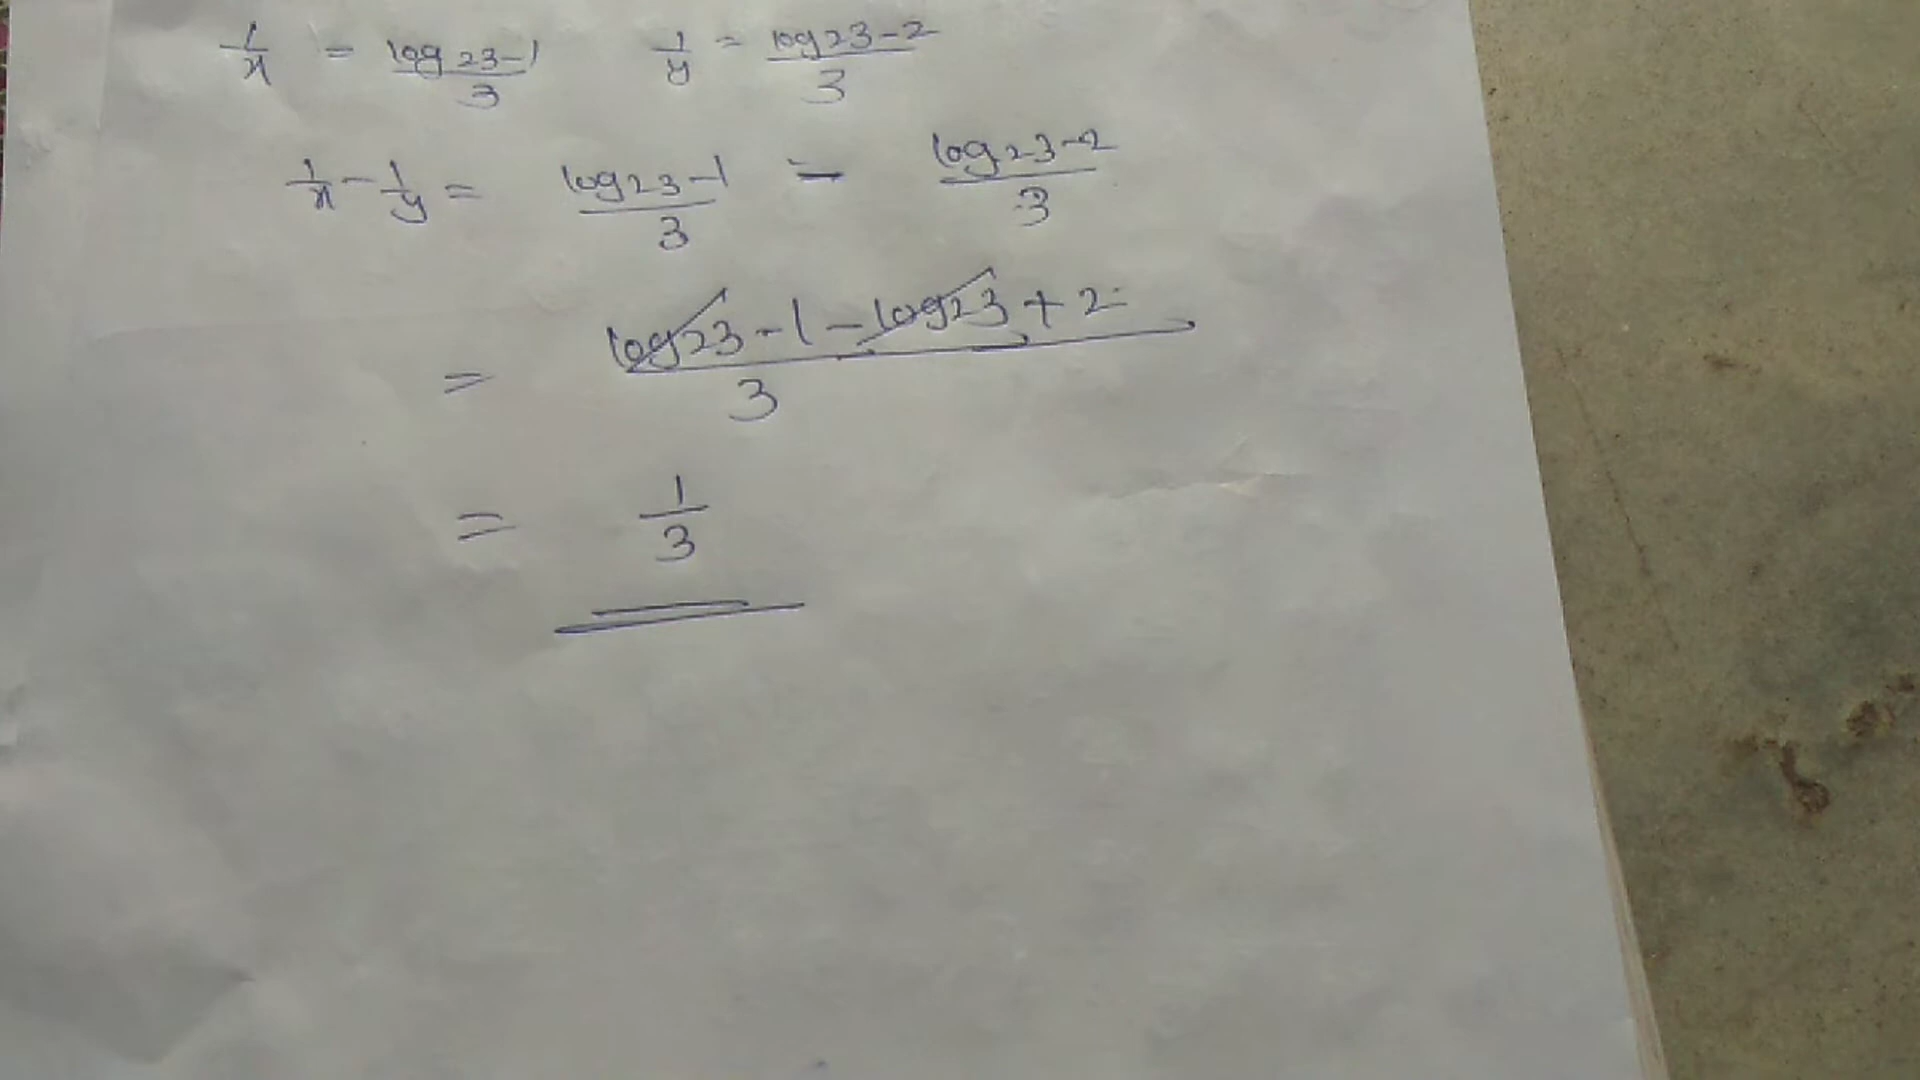 1/x = log23-1/3 1/y = log23-2/3
1/x - 1/y = log23-1/3 - log23-2/3
= log23-1-log23+2/3
= 1/3